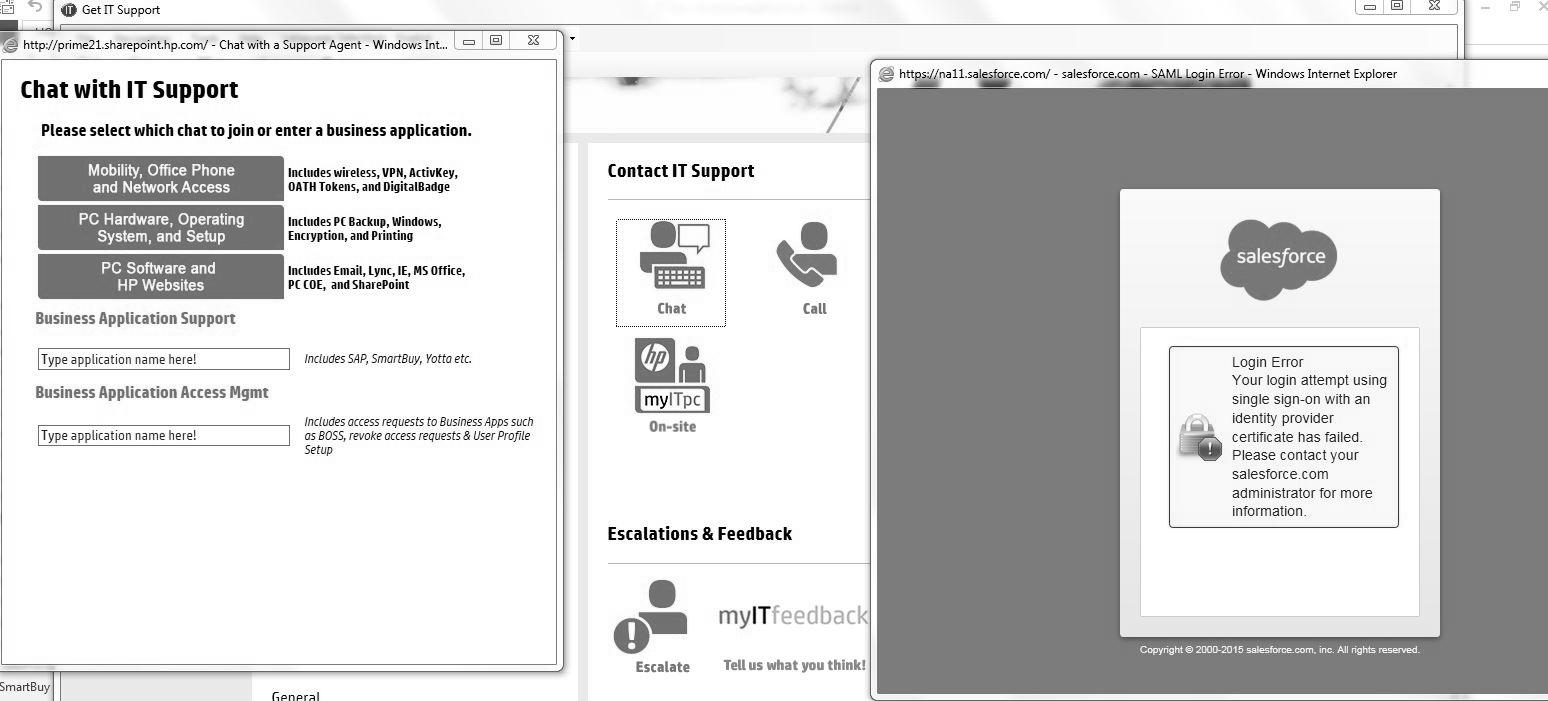 Get IT Support
http://prime21.sharepoint.hp.com/ - Chat with a Support Agent - Windows Int...
Chat with IT Support
Please select which chat to join or enter a business application.
Mobility, Office Phone
and Network Access
Includes wireless, VPN, ActivKey,
OATH Tokens, and DigitalBadge
PC Hardware, Operating
System, and Setup
Includes PC Backup, Windows,
Encryption, and Printing
PC Software and
HP Websites
Includes Email, Lync, IE, MS Office,
PC COE, and SharePoint
Business Application Support
Type application name here!
Includes SAP, SmartBuy, Yotta etc.
Business Application Access Mgmt
Type application name here!
Includes access requests to Business Apps such
as BOSS, revoke access requests & User Profile
Setup
SmartBuy
General
Contact IT Support
Chat
Call
hp
myITpc
On-site
Escalations & Feedback
!
Escalate
myITfeedback
Tell us what you think!
https://na11.salesforce.com/ - salesforce.com - SAML Login Error - Windows Internet Explorer
salesforce
Login Error
Your login attempt using
single sign-on with an
identity provider
certificate has failed.
Please contact your
salesforce.com
administrator for more
information.
Copyright © 2000-2015 salesforce.com, inc. All rights reserved.